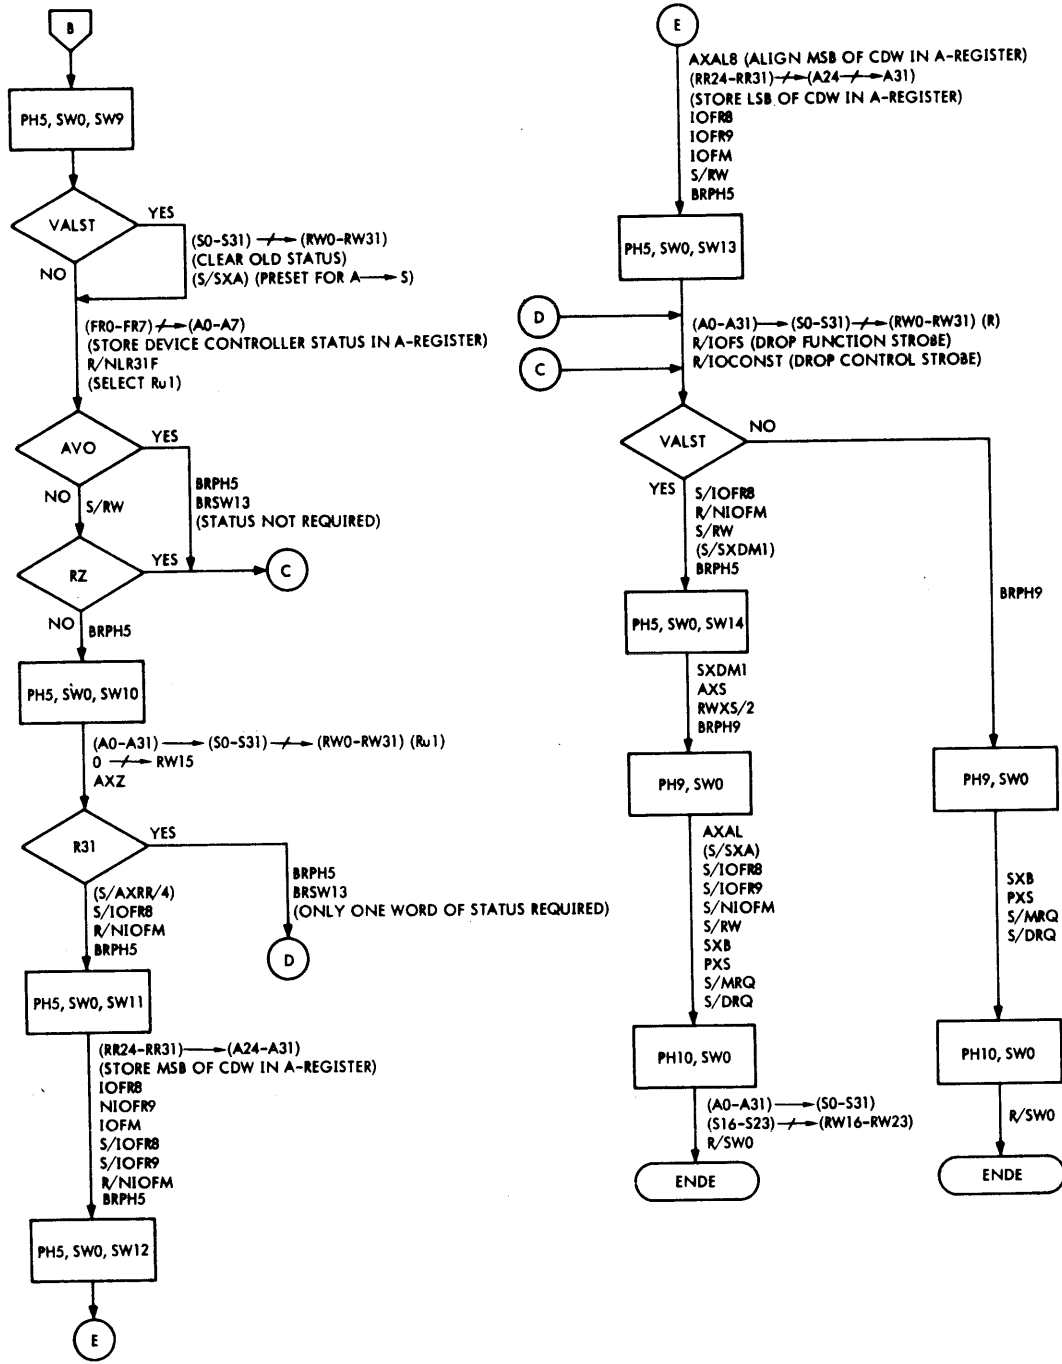 B
PH5, SW0, SW9
VALST
YES
NO
(S0-S31) (RW0-RW31)
(CLEAR OLD STATUS)
(S/SXA) (PRESET FOR A S)
(FR0-FR7) (A0-A7)
(STORE DEVICE CONTROLLER STATUS IN A-REGISTER)
R/NLR31F
(SELECT Ru1)
AVO
YES
NO
S/RW
BRPH5
BRSW13
(STATUS NOT REQUIRED)
RZ
YES
C
NO
BRPH5
PH5, SW0, SW10
(A0-A31) (S0-S31) (RW0-RW31) (Ru1)
0 RW15
AXZ
R31
YES
BRPH5
BRSW13
(ONLY ONE WORD OF STATUS REQUIRED)
D
(S/AXRR/4)
S/IOFR8
R/NIOFM
BRPH5
PH5, SW0, SW11
(RR24-RR31) (A24-A31)
(STORE MSB OF CDW IN A-REGISTER)
IOFR8
NIOFR9
IOFM
S/IOFR8
S/IOFR9
R/NIOFM
BRPH5
PH5, SW0, SW12
E
E
AXAL8 (ALIGN MSB OF CDW IN A-REGISTER)
(RR24-RR31) (A24 A31)
(STORE LSB OF CDW IN A-REGISTER)
IOFR8
IOFR9
IOFM
S/RW
BRPH5
PH5, SW0, SW13
D
(A0-A31) (S0-S31) (RW0-RW31) (R)
R/IOFS (DROP FUNCTION STROBE)
R/IOCONST (DROP CONTROL STROBE)
C
VALST
NO
YES
S/IOFR8
R/NIOFM
S/RW
(S/SXDM1)
BRPH5
BRPH9
PH5, SW0, SW14
SXDM1
AXS
RWXS/2
BRPH9
PH9, SW0
PH9, SW0
AXAL
(S/SXA)
S/IOFR8
S/IOFR9
S/NIOFM
S/RW
SXB
PXS
S/MRQ
S/DRQ
SXB
PXS
S/MRQ
S/DRQ
PH10, SW0
PH10, SW0
(A0-A31) (S0-S31)
(S16-S23) (RW16-RW23)
R/SW0
R/SW0
ENDE
ENDE